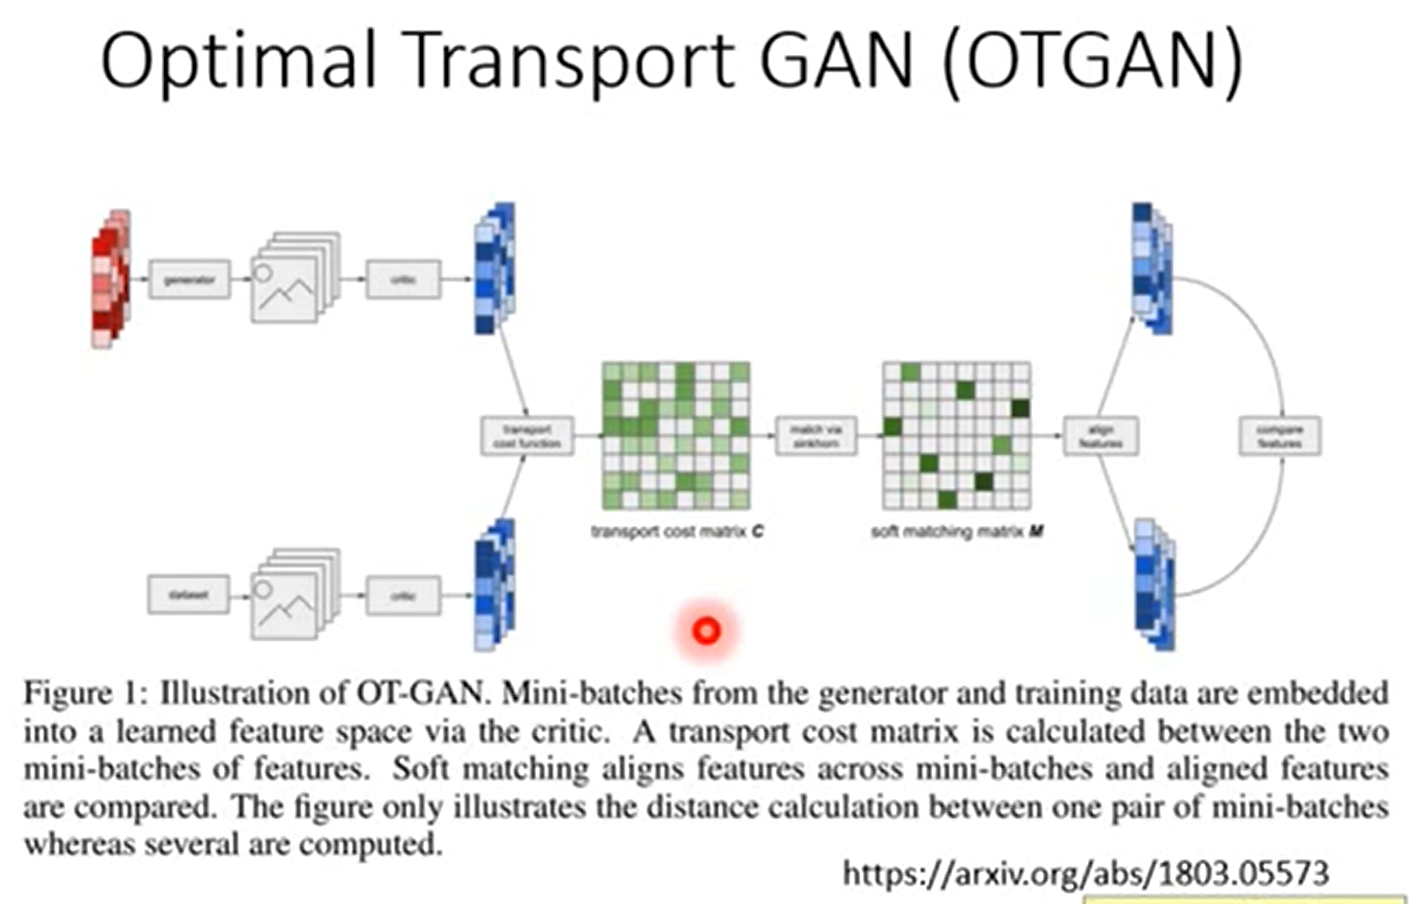 Optimal Transport GAN (OTGAN)
generator
critic
transport
cost function
match via
sinkhorn
align
features
compare
features
transport cost matrix C
soft matching matrix M
dataset
critic
Figure 1: Illustration of OT-GAN. Mini-batches from the generator and training data are embedded
into a learned feature space via the critic. A transport cost matrix is calculated between the two
mini-batches of features. Soft matching aligns features across mini-batches and aligned features
are compared. The figure only illustrates the distance calculation between one pair of mini-batches
whereas several are computed.
https://arxiv.org/abs/1803.05573